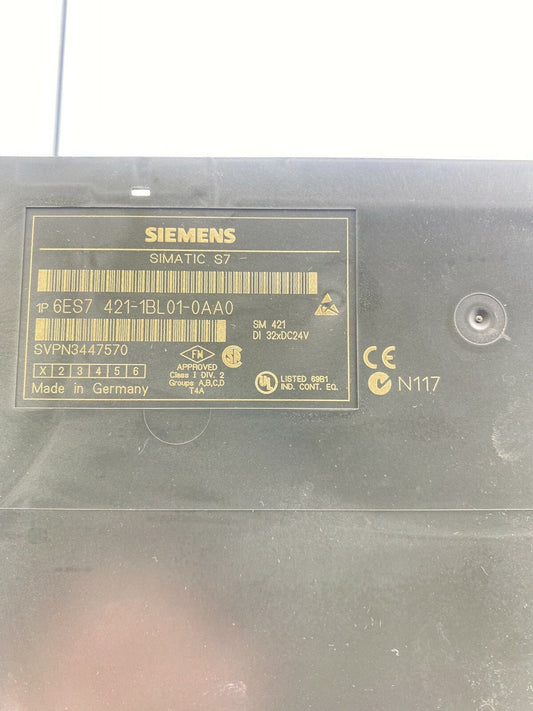 SIEMENS
SIMATIC S7
1P 6ES7 421-1BL01-0AA0
SVPN3447570
X 2 3 4 5 6
Made in Germany
FM
APPROVED
Class I DIV. 2
Groups A,B,C,D
T4A
SM 421
DI 32xDC24V
UL LISTED 69B1
IND. CONT. EQ.
CE
N117